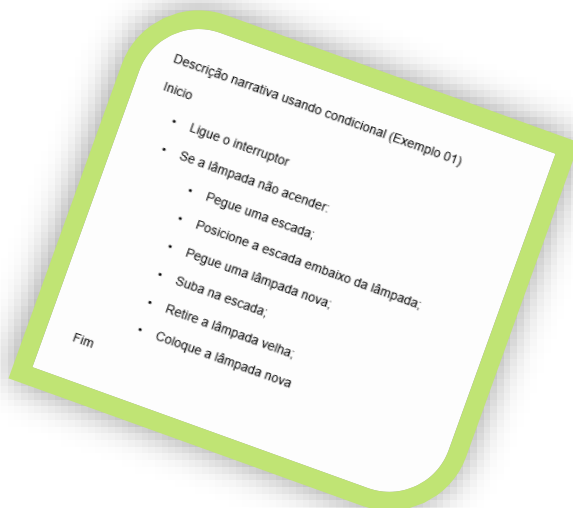 Descrição narrativa usando condicional (Exemplo 01)
Inicio
• Ligue o interruptor
• Se a lâmpada não acender:
• Pegue uma escada;
• Posicione a escada embaixo da lâmpada;
• Pegue uma lâmpada nova;
• Suba na escada;
• Retire a lâmpada velha;
• Coloque a lâmpada nova
Fim